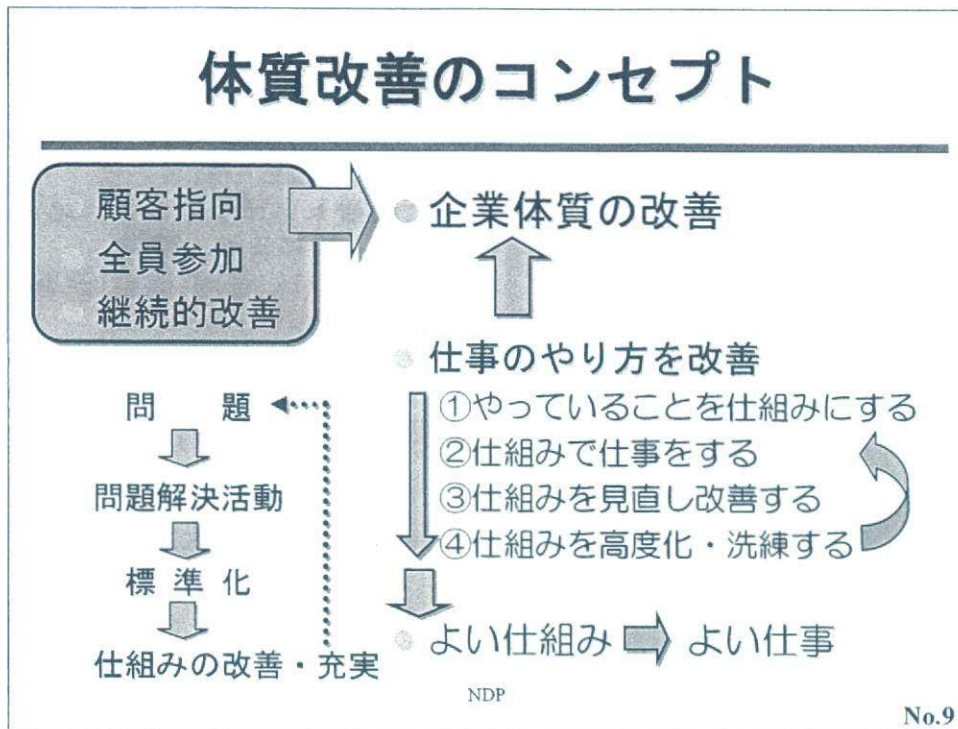 体質改善のコンセプト
顧客指向
全員参加
継続的改善
企業体質の改善
仕事のやり方を改善
①やっていることを仕組みにする
②仕組みで仕事をする
③仕組みを見直し改善する
④仕組みを高度化・洗練する
問　題
問題解決活動
標 準 化
仕組みの改善・充実
よい仕組み
よい仕事
NDP
No.9